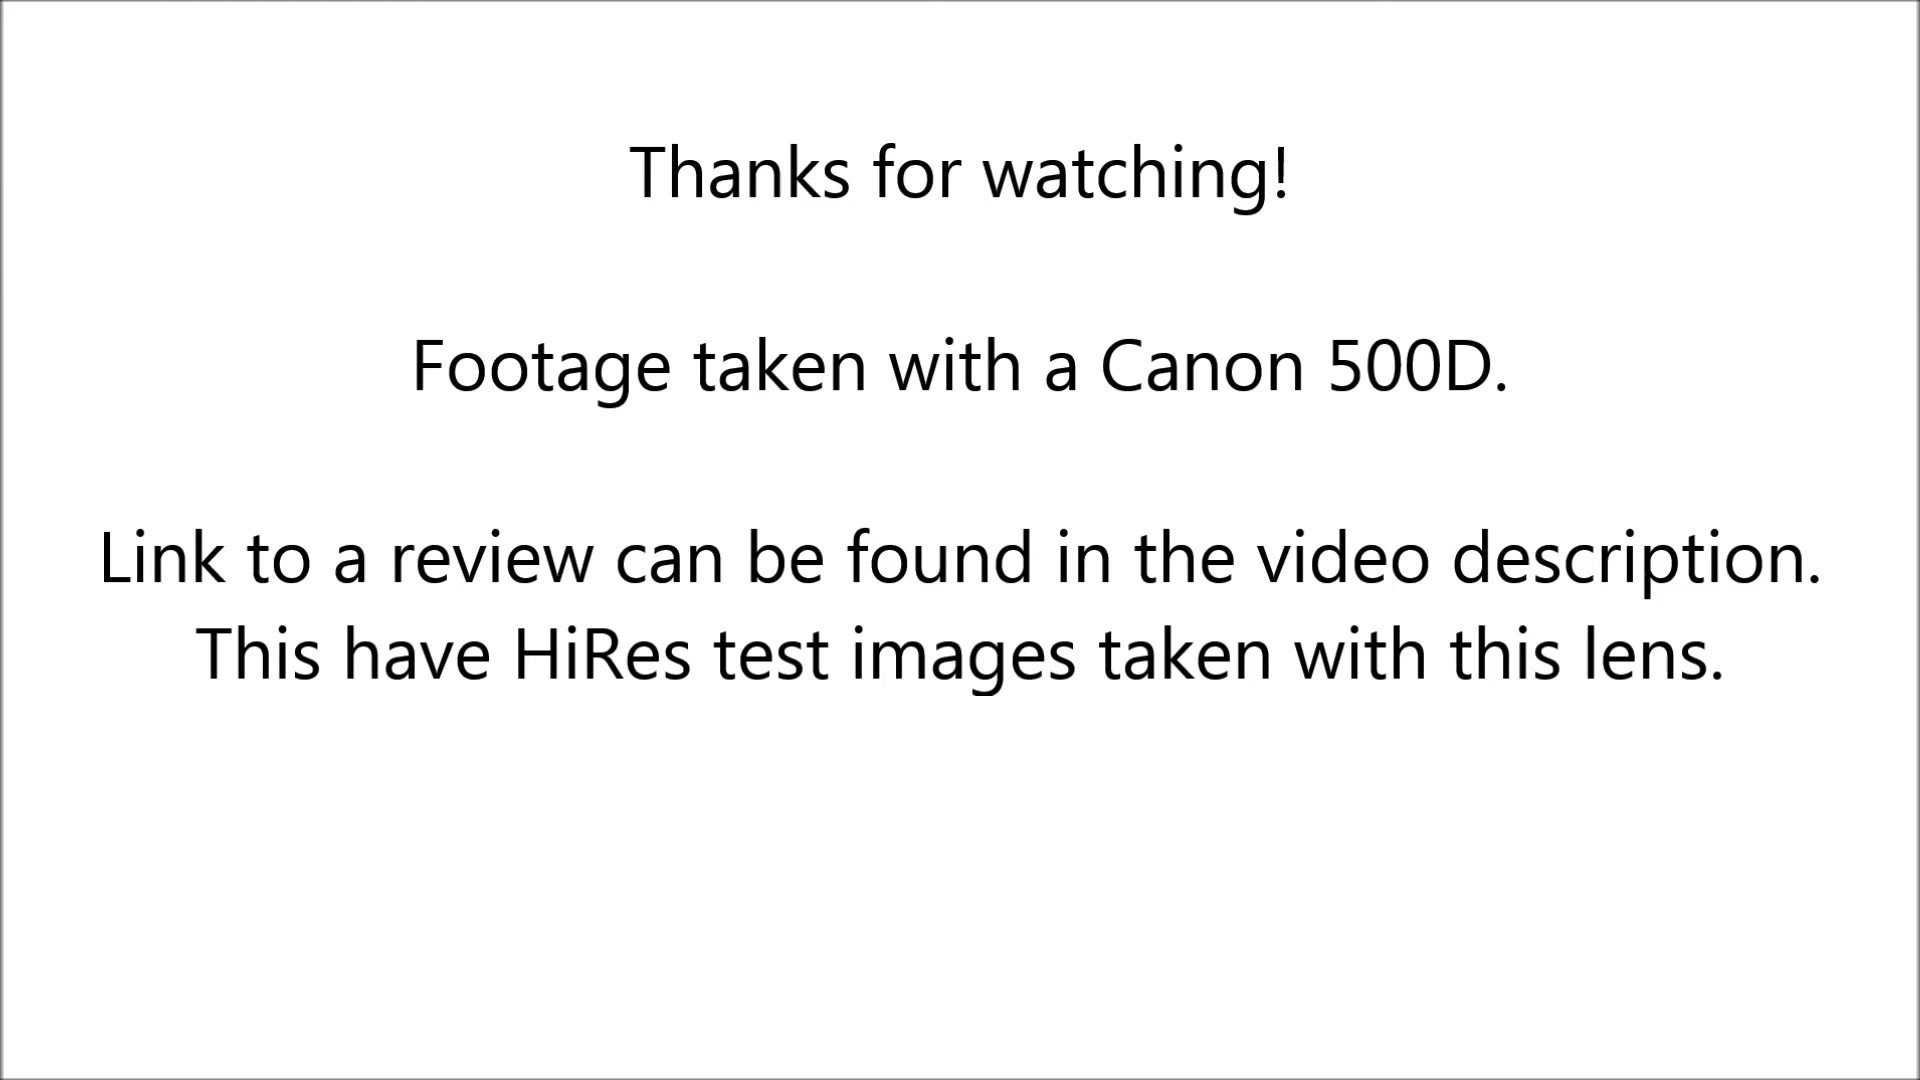 Thanks for watching!
Footage taken with a Canon 500D.
Link to a review can be found in the video description.
This have HiRes test images taken with this lens.